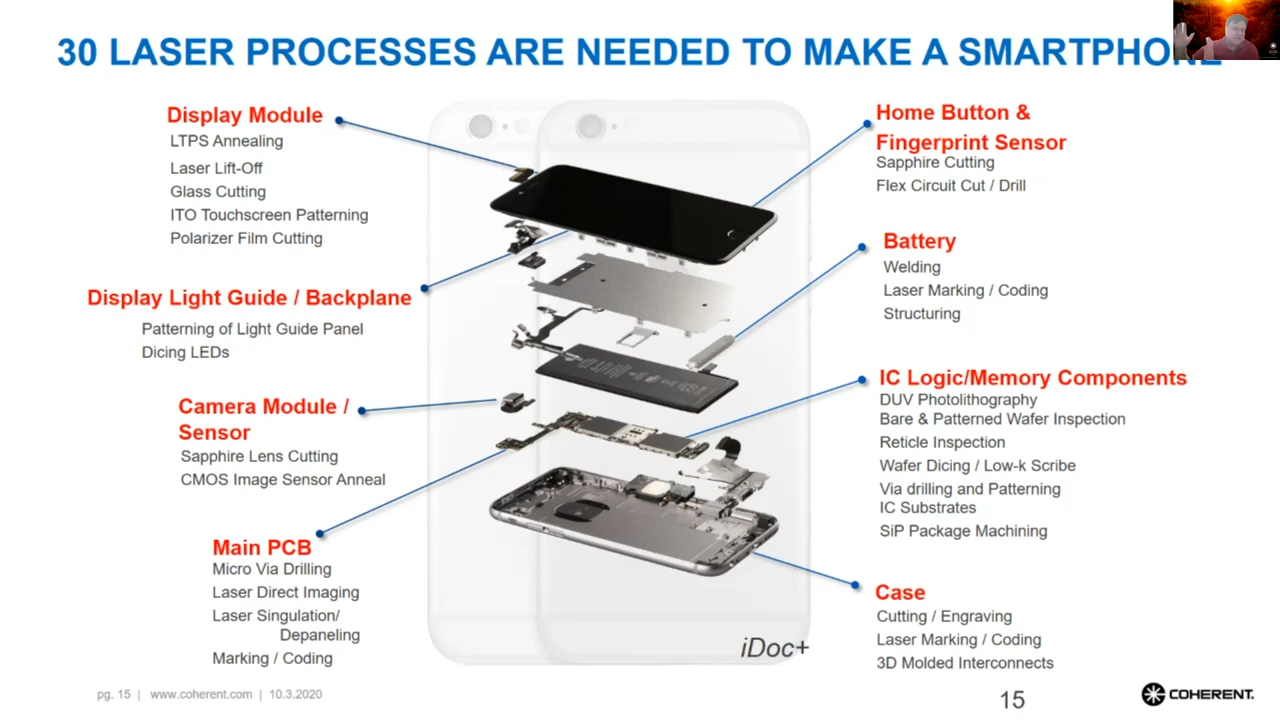 30 LASER PROCESSES ARE NEEDED TO MAKE A SMARTPHONE
Display Module
LTPS Annealing
Laser Lift-Off
Glass Cutting
ITO Touchscreen Patterning
Polarizer Film Cutting
Display Light Guide / Backplane
Patterning of Light Guide Panel
Dicing LEDs
Camera Module /
Sensor
Sapphire Lens Cutting
CMOS Image Sensor Anneal
Main PCB
Micro Via Drilling
Laser Direct Imaging
Laser Singulation/
Depaneling
Marking / Coding
Home Button &
Fingerprint Sensor
Sapphire Cutting
Flex Circuit Cut / Drill
Battery
Welding
Laser Marking / Coding
Structuring
IC Logic/Memory Components
DUV Photolithography
Bare & Patterned Wafer Inspection
Reticle Inspection
Wafer Dicing / Low-k Scribe
Via drilling and Patterning
IC Substrates
SiP Package Machining
Case
Cutting / Engraving
Laser Marking / Coding
3D Molded Interconnects
iDoc+
pg. 15 | www.coherent.com | 10.3.2020
15
COHERENT.